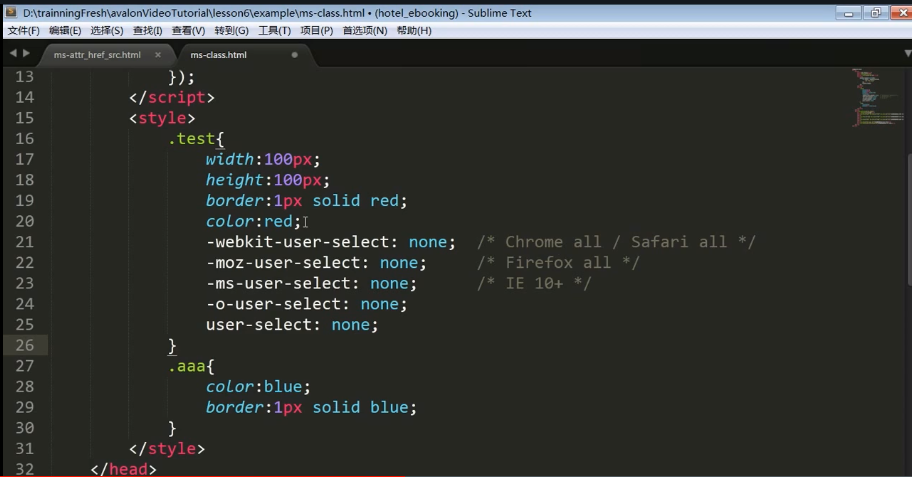 D:\trainningFresh\avalonVideoTutorial\lesson6\example\ms-class.html • (hotel_ebooking) - Sublime Text
文件(F) 编辑(E) 选择(S) 查找(I) 查看(V) 转到(G) 工具(T) 项目(P) 首选项(N) 帮助(H)
ms-attr_href_src.html × ms-class.html
13 });
14 </script>
15 <style>
16 .test{
17 width:100px;
18 height:100px;
19 border:1px solid red;
20 color:red;
21 -webkit-user-select: none; /* Chrome all / Safari all */
22 -moz-user-select: none; /* Firefox all */
23 -ms-user-select: none; /* IE 10+ */
24 -o-user-select: none;
25 user-select: none;
26 }
27 .aaa{
28 color:blue;
29 border:1px solid blue;
30 }
31 </style>
32 </head>